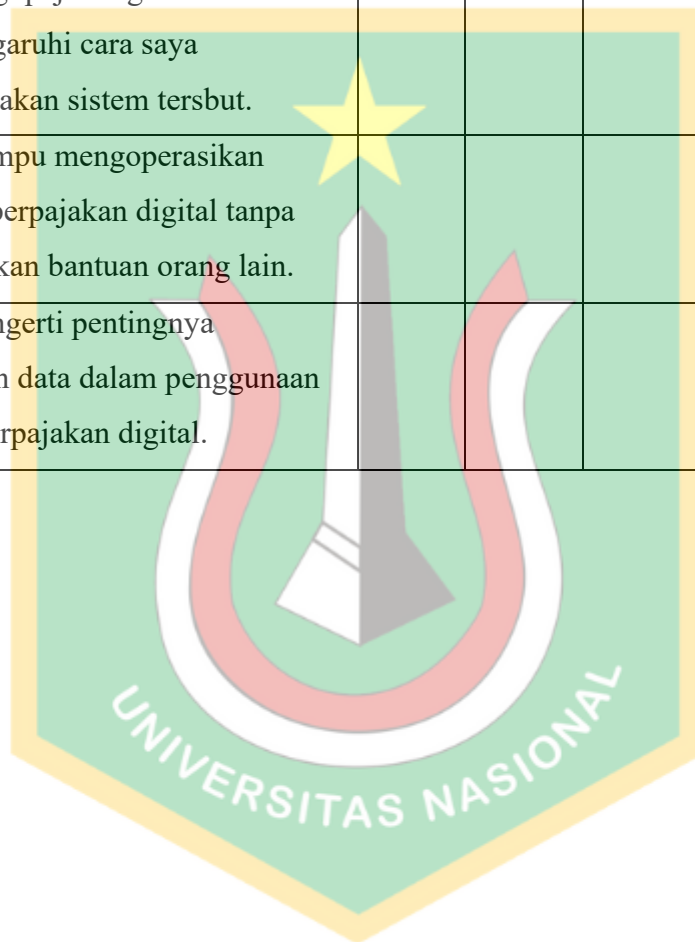 garuhi cara saya
akan sistem tersbut.
mpu mengoperasikan
perpajakan digital tanpa
kan bantuan orang lain.
ngerti pentingnya
n data dalam penggunaan
rpajakan digital.
UNIVERSITAS NASIONAL